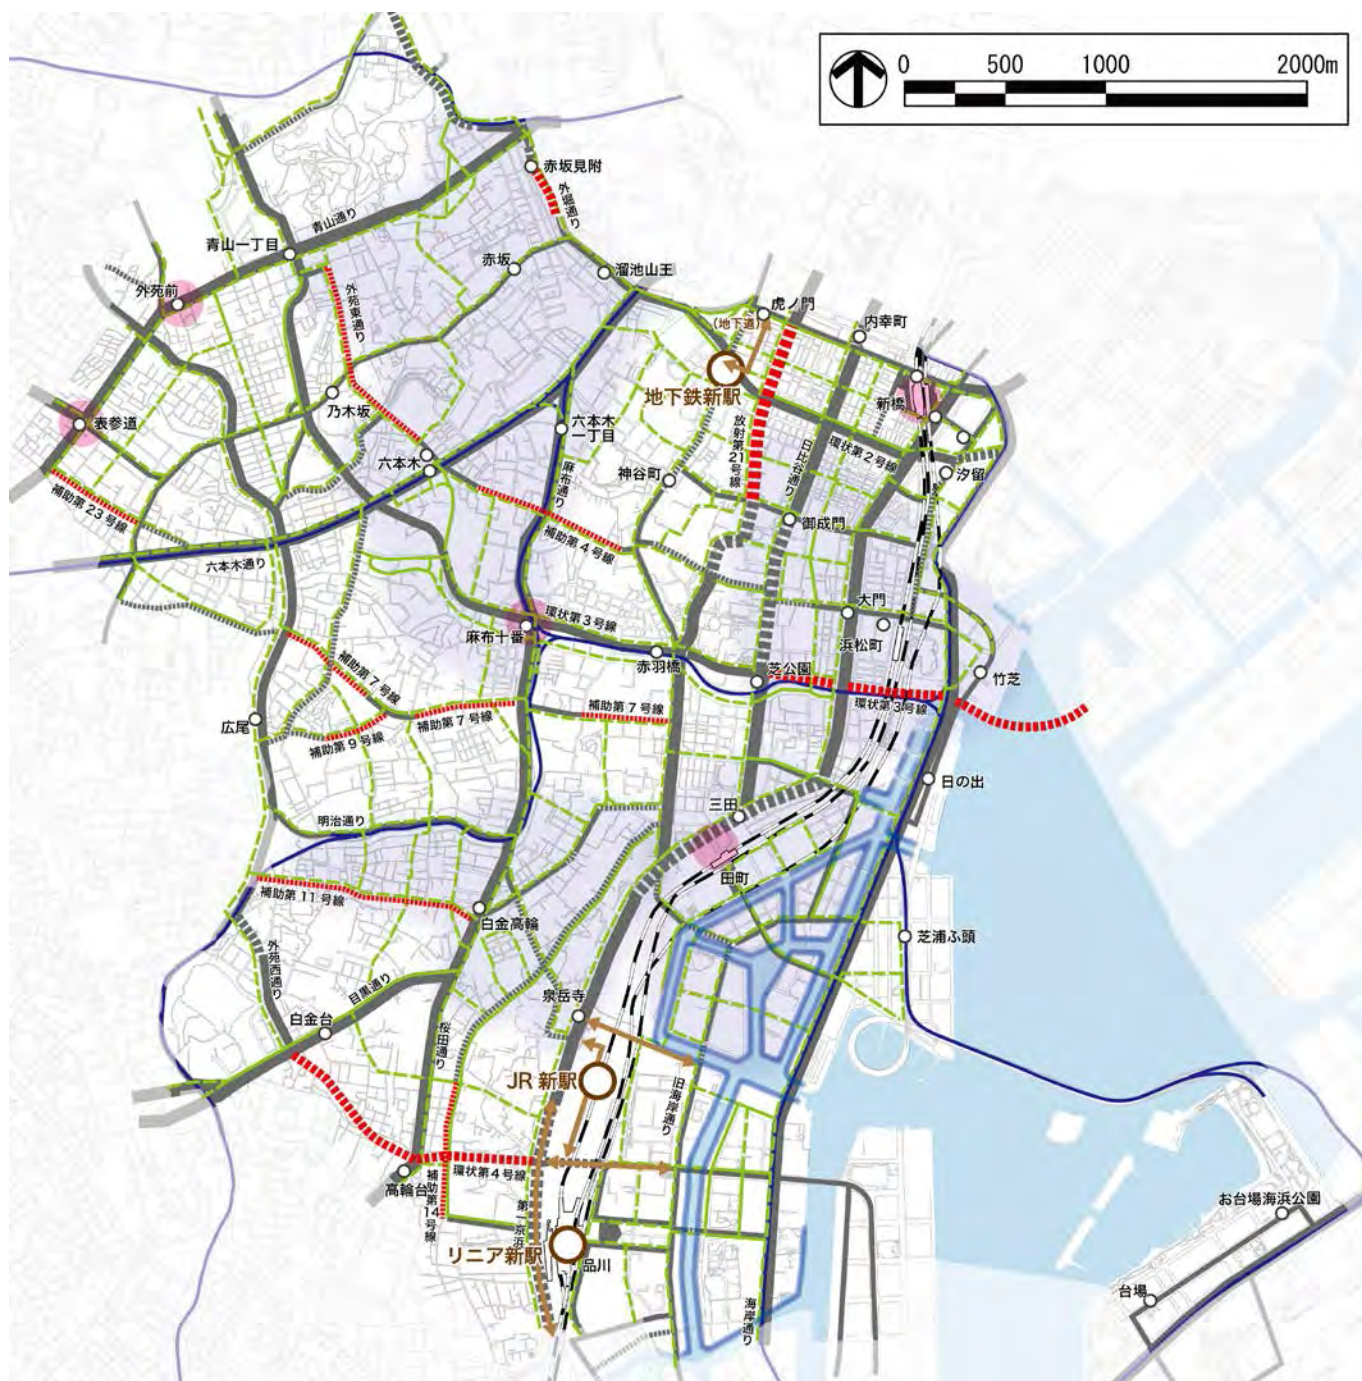 0 500 1000 2000m
赤坂見附
外堀通り
青山通り
青山一丁目
赤坂
溜池山王
外苑前
外苑東通り
虎ノ門
(地下道)
内幸町
地下鉄新駅
新橋
表参道
乃木坂
六本木
一丁目
放射第21号線
日比谷通り
環状第2号線
汐留
六本木
麻布通り
神谷町
補助第23号線
御成門
補助第4号線
六本木通り
大門
環状第3号線
浜松町
麻布十番
赤羽橋
芝公園
竹芝
補助第7号線
環状第3号線
補助第7号線
補助第7号線
広尾
補助第9号線
日の出
三田
明治通り
田町
補助第11号線
白金高輪
芝浦ふ頭
外苑西通り
目黒通り
泉岳寺
白金台
桜田通り
JR新駅
旧海岸通り
環状第4号線
高輪台
補助第14号線
第一京浜
お台場海浜公園
リニア新駅
品川
台場
海岸通り